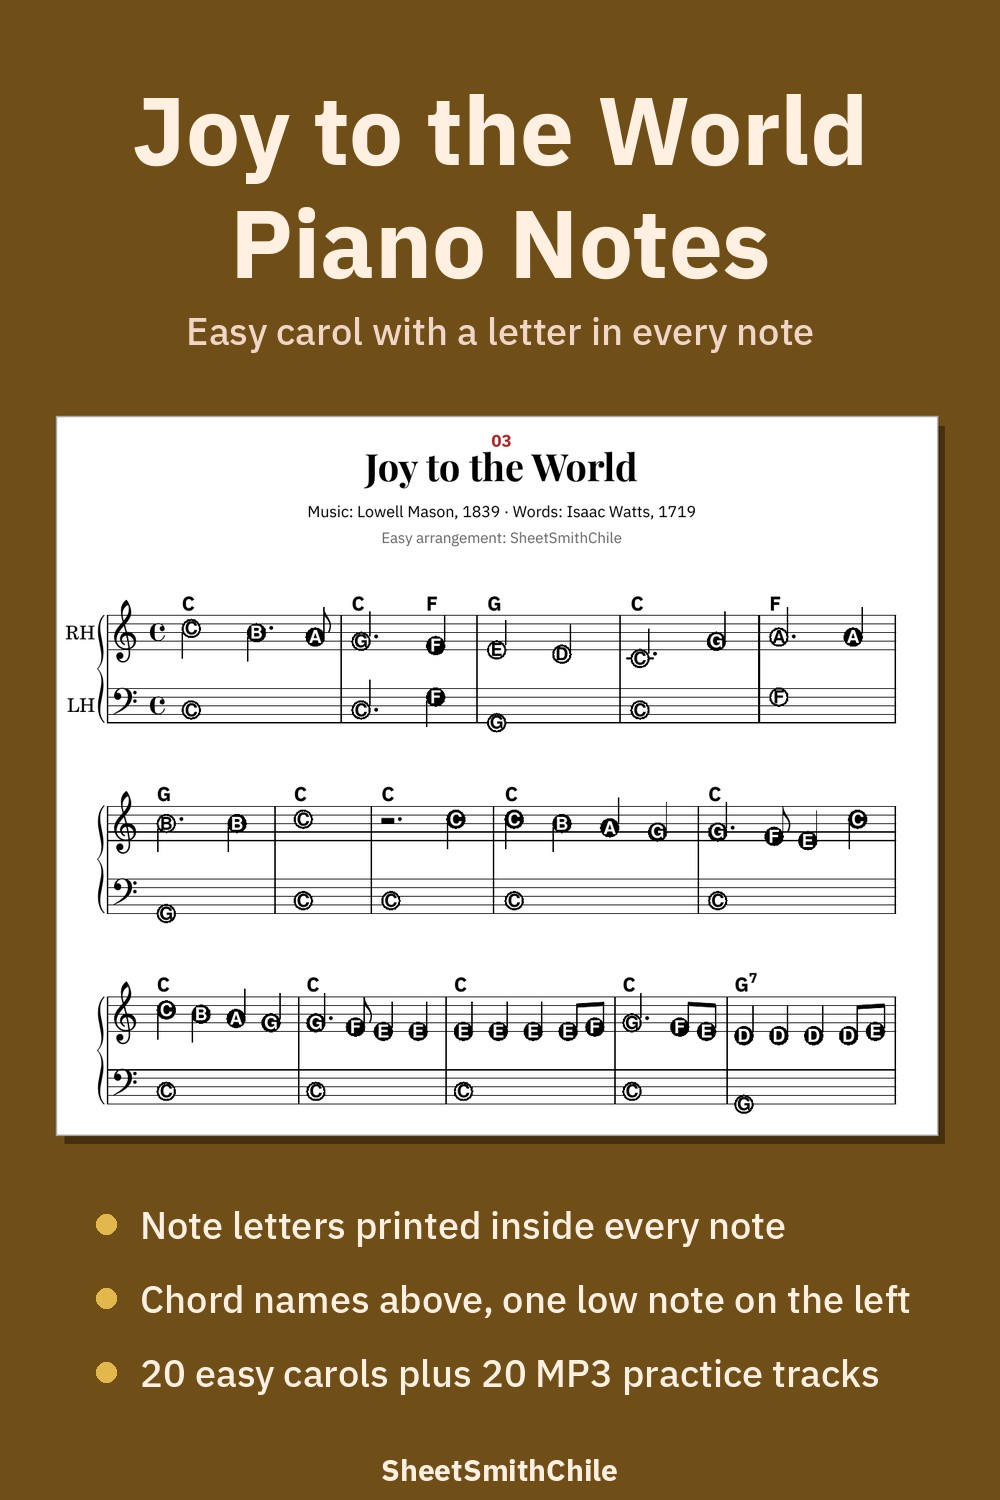 Joy to the World
Piano Notes
Easy carol with a letter in every note
03
Joy to the World
Music: Lowell Mason, 1839 · Words: Isaac Watts, 1719
Easy arrangement: SheetSmithChile
C C F G C F
RH C B A G F E D C G A A
LH C C F G C F
G C C C C
B B C C C B A G G F E C
G C C C C
C C C C G7
C B A G G F E E E E E E F G F E D D D D E
C C C C G
Note letters printed inside every note
Chord names above, one low note on the left
20 easy carols plus 20 MP3 practice tracks
SheetSmithChile